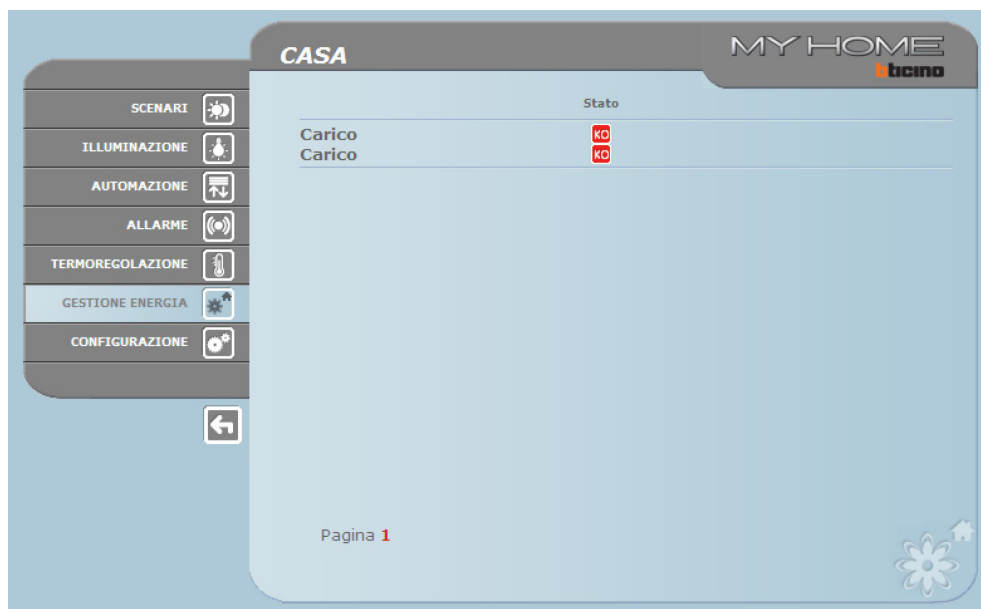 CASA
MY HOME
bticino
SCENARI
ILLUMINAZIONE
AUTOMAZIONE
ALLARME
TERMOREGOLAZIONE
GESTIONE ENERGIA
CONFIGURAZIONE
Stato
Carico KO
Carico KO
Pagina 1